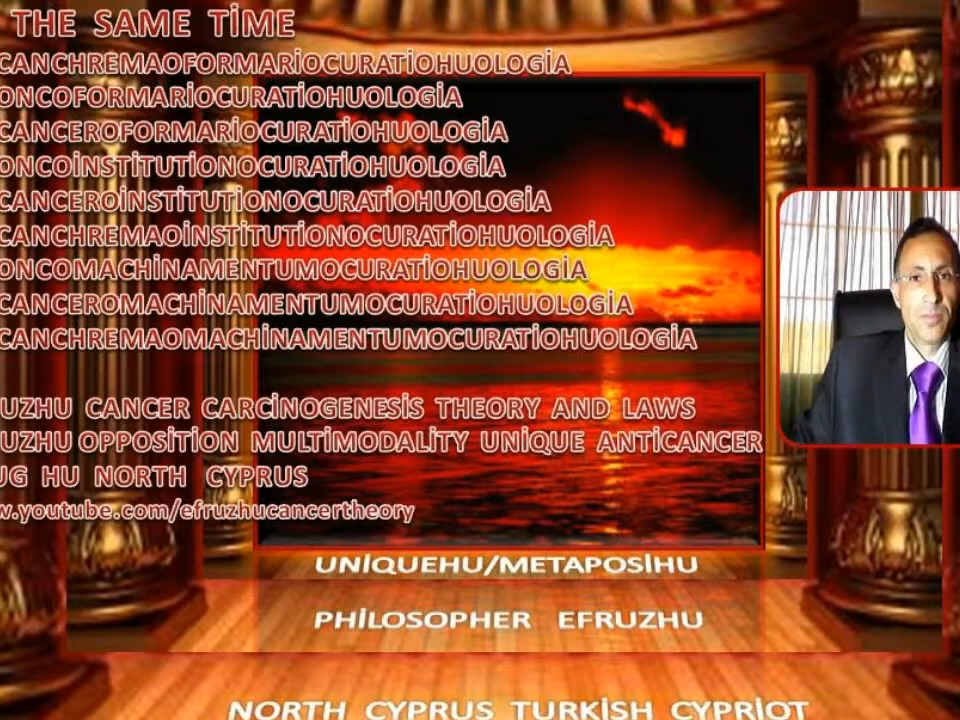 THE SAME TİME
CANCHREMAOFORMARİOCURATİOHUOLOGİA
ONCOFORMARİOCURATİOHUOLOGİA
CANCEROFORMARİOCURATİOHUOLOGİA
ONCOİNSTİTUTİONOCURATİOHUOLOGİA
CANCEROİNSTİTUTİONOCURATİOHUOLOGİA
CANCHREMAOİNSTİTUTİONOCURATİOHUOLOGİA
ONCOMACHİNAMENTUMOCURATİOHUOLOGİA
CANCEROMACHİNAMENTUMOCURATİOHUOLOGİA
CANCHREMAOMACHİNAMENTUMOCURATİOHUOLOGİA
UZHU CANCER CARCİNOGENESİS THEORY AND LAWS
UZHU OPPOSİTİON MULTİMODALİTY UNİQUE ANTİCANCER
UG HU NORTH CYPRUS
w.youtube.com/efruzhucancertheory
UNİQUEHU/METAPOSİHU
PHİLOSOPHER EFRUZHU
NORTH CYPRUS TURKİSH CYPRİOT